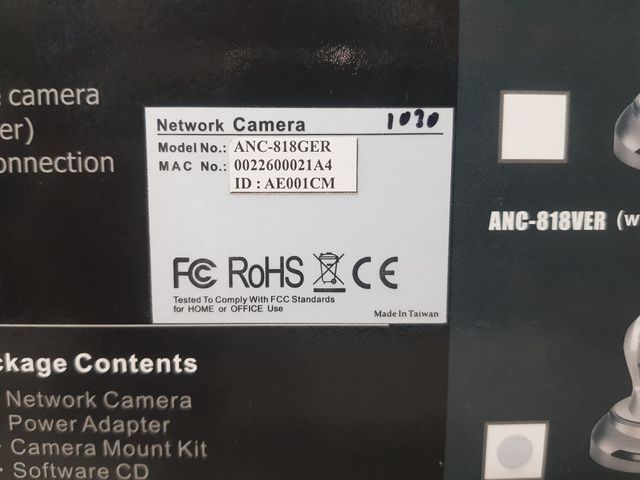 camera
er)
onnection
Network Camera 1030
Model No.: ANC-818GER
MAC No.: 0022600021A4
ID : AE001CM
FC RoHS CE
Tested To Comply With FCC Standards
for HOME or OFFICE Use
Made In Taiwan
ANC-818VER (w
ckage Contents
Network Camera
Power Adapter
· Camera Mount Kit
· Software CD